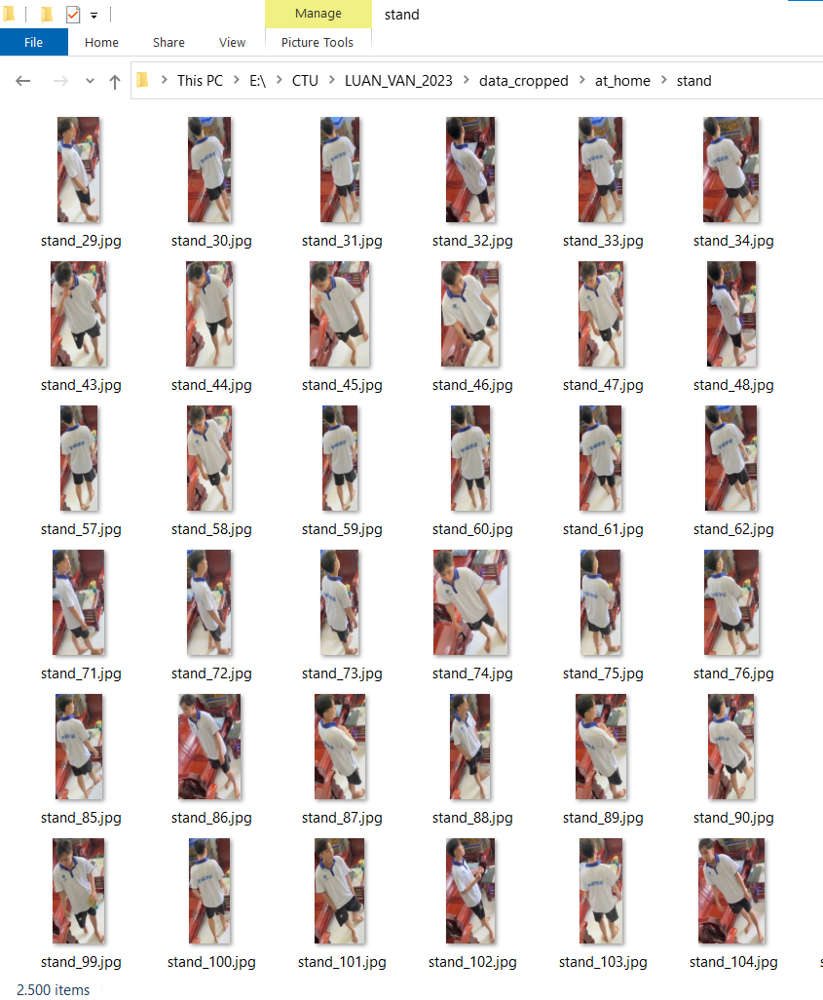 Manage stand
File Home Share View Picture Tools
This PC E:\ CTU LUAN_VAN_2023 data_cropped at_home stand
stand_29.jpg stand_30.jpg stand_31.jpg stand_32.jpg stand_33.jpg stand_34.jpg
stand_43.jpg stand_44.jpg stand_45.jpg stand_46.jpg stand_47.jpg stand_48.jpg
stand_57.jpg stand_58.jpg stand_59.jpg stand_60.jpg stand_61.jpg stand_62.jpg
stand_71.jpg stand_72.jpg stand_73.jpg stand_74.jpg stand_75.jpg stand_76.jpg
stand_85.jpg stand_86.jpg stand_87.jpg stand_88.jpg stand_89.jpg stand_90.jpg
stand_99.jpg stand_100.jpg stand_101.jpg stand_102.jpg stand_103.jpg stand_104.jpg
2.500 items